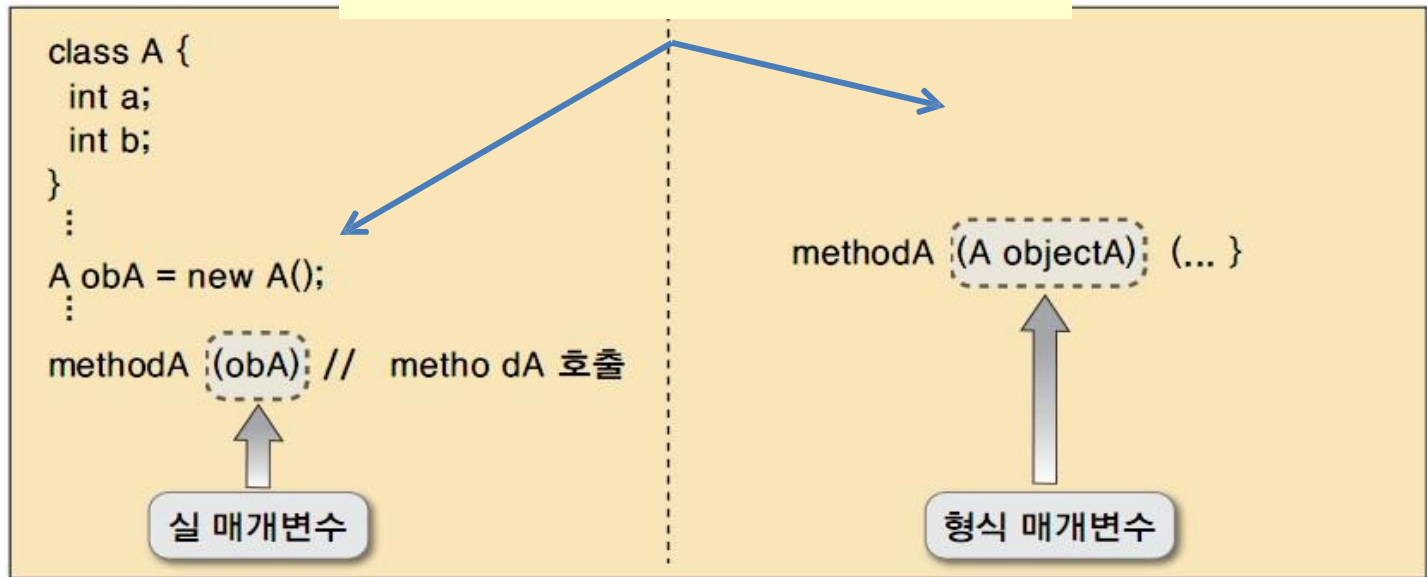 class A {
int a;
int b;
}
⋮
A obA = new A();
⋮
methodA (obA) // metho dA 호출
실 매개변수
methodA (A objectA) (... }
형식 매개변수